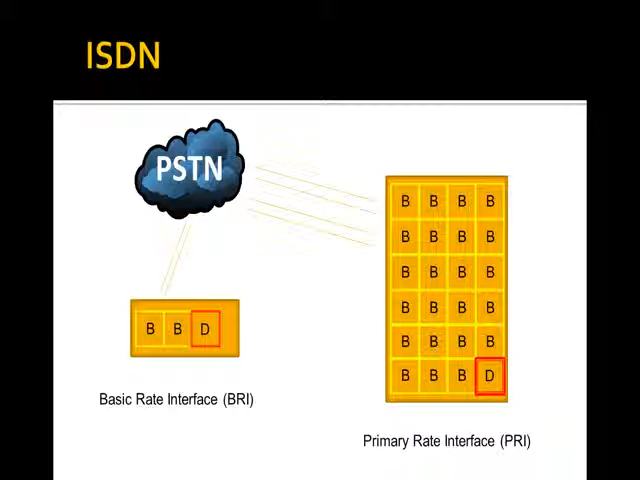 ISDN
PSTN
B B B B
B B B B
B B B B
B B B B
B B D
B B B B
B B B D
Basic Rate Interface (BRI)
Primary Rate Interface (PRI)